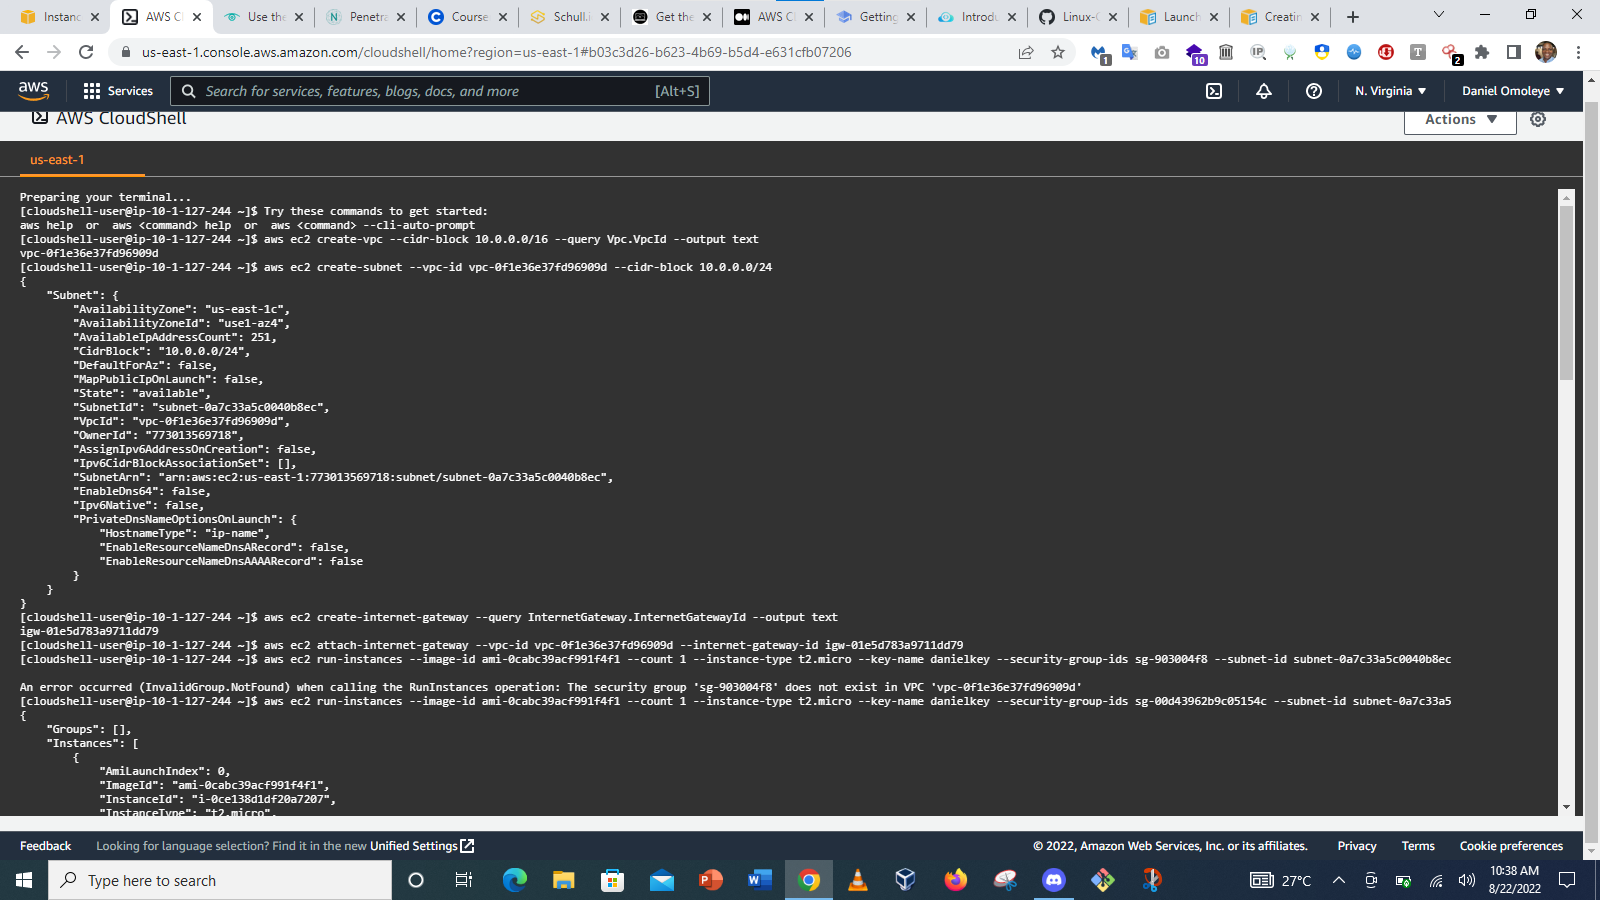 Instanc
AWS Cl
Use the
Penetra
Course
Schull.i
Get the
AWS Cl
Getting
Introdu
Linux-C
Launch
Creatin
us-east-1.console.aws.amazon.com/cloudshell/home?region=us-east-1#b03c3d26-b623-4b69-b5d4-e631cfb07206
1
10
IP
T
2
aws
Services
Search for services, features, blogs, docs, and more
[Alt+S]
N. Virginia
Daniel Omoleye
AWS CloudShell
Actions
us-east-1
Preparing your terminal...
[cloudshell-user@ip-10-1-127-244 ~]$ Try these commands to get started:
aws help  or  aws <command> help  or  aws <command> --cli-auto-prompt
[cloudshell-user@ip-10-1-127-244 ~]$ aws ec2 create-vpc --cidr-block 10.0.0.0/16 --query Vpc.VpcId --output text
vpc-0f1e36e37fd96909d
[cloudshell-user@ip-10-1-127-244 ~]$ aws ec2 create-subnet --vpc-id vpc-0f1e36e37fd96909d --cidr-block 10.0.0.0/24
{
    "Subnet": {
        "AvailabilityZone": "us-east-1c",
        "AvailabilityZoneId": "use1-az4",
        "AvailableIpAddressCount": 251,
        "CidrBlock": "10.0.0.0/24",
        "DefaultForAz": false,
        "MapPublicIpOnLaunch": false,
        "State": "available",
        "SubnetId": "subnet-0a7c33a5c0040b8ec",
        "VpcId": "vpc-0f1e36e37fd96909d",
        "OwnerId": "773013569718",
        "AssignIpv6AddressOnCreation": false,
        "Ipv6CidrBlockAssociationSet": [],
        "SubnetArn": "arn:aws:ec2:us-east-1:773013569718:subnet/subnet-0a7c33a5c0040b8ec",
        "EnableDns64": false,
        "Ipv6Native": false,
        "PrivateDnsNameOptionsOnLaunch": {
            "HostnameType": "ip-name",
            "EnableResourceNameDnsARecord": false,
            "EnableResourceNameDnsAAAARecord": false
        }
    }
}
[cloudshell-user@ip-10-1-127-244 ~]$ aws ec2 create-internet-gateway --query InternetGateway.InternetGatewayId --output text
igw-01e5d783a9711dd79
[cloudshell-user@ip-10-1-127-244 ~]$ aws ec2 attach-internet-gateway --vpc-id vpc-0f1e36e37fd96909d --internet-gateway-id igw-01e5d783a9711dd79
[cloudshell-user@ip-10-1-127-244 ~]$ aws ec2 run-instances --image-id ami-0cabc39acf991f4f1 --count 1 --instance-type t2.micro --key-name danielkey --security-group-ids sg-903004f8 --subnet-id subnet-0a7c33a5c0040b8ec
An error occurred (InvalidGroup.NotFound) when calling the RunInstances operation: The security group 'sg-903004f8' does not exist in VPC 'vpc-0f1e36e37fd96909d'
[cloudshell-user@ip-10-1-127-244 ~]$ aws ec2 run-instances --image-id ami-0cabc39acf991f4f1 --count 1 --instance-type t2.micro --key-name danielkey --security-group-ids sg-00d43962b9c05154c --subnet-id subnet-0a7c33a5
{
    "Groups": [],
    "Instances": [
        {
            "AmiLaunchIndex": 0,
            "ImageId": "ami-0cabc39acf991f4f1",
            "InstanceId": "i-0ce138d1df20a7207",
            "InstanceType": "t2.micro",
Feedback
Looking for language selection? Find it in the new Unified Settings
© 2022, Amazon Web Services, Inc. or its affiliates.
Privacy
Terms
Cookie preferences
Type here to search
27°C
10:38 AM
8/22/2022